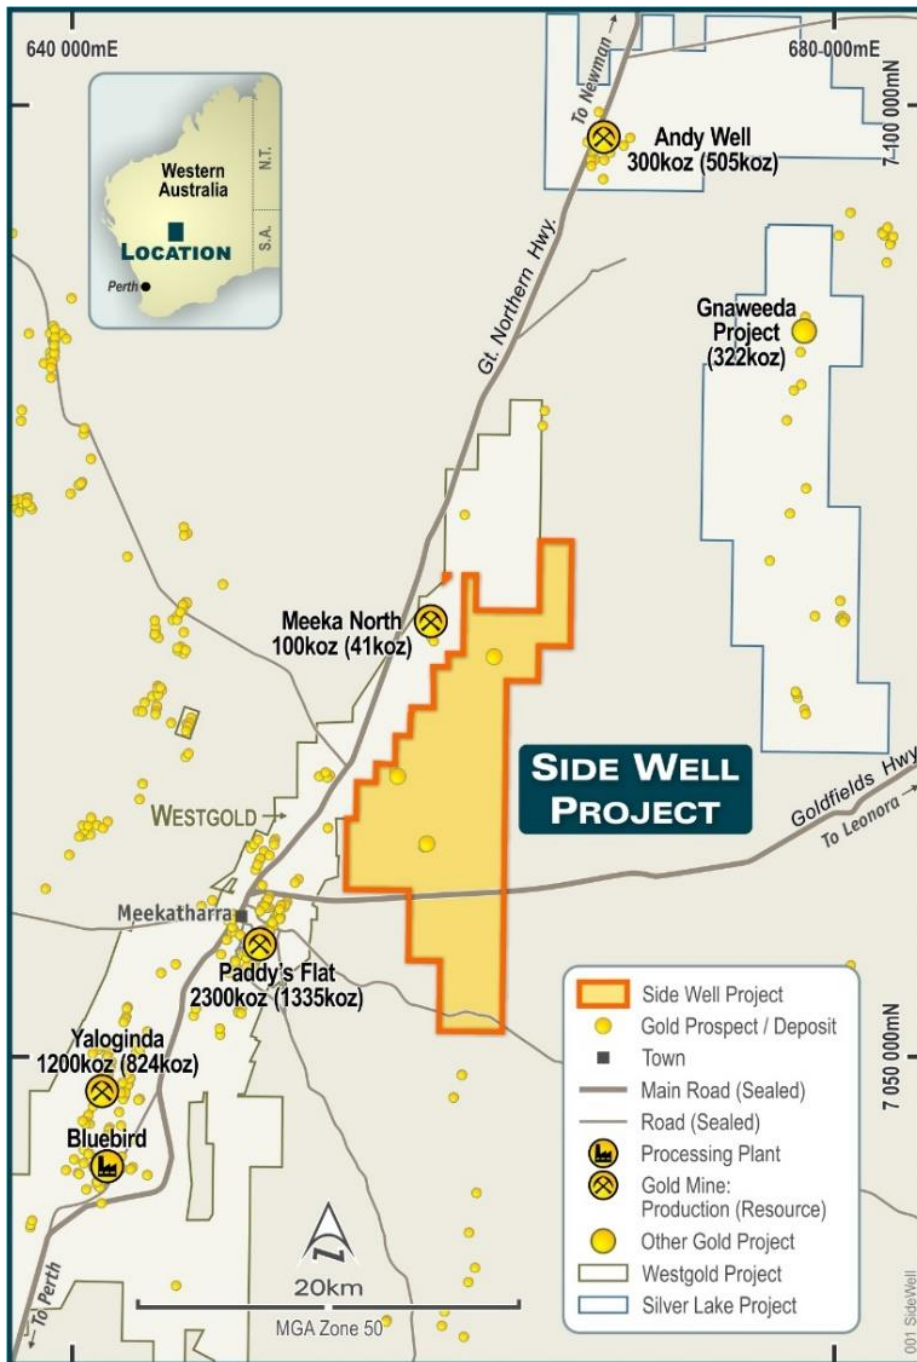 640 000mE
680 000mE
7 100 000mN
7 050 000mN
Western
Australia
N.T.
S.A.
LOCATION
Perth
To Newman
Andy Well
300koz (505koz)
Gt. Northern Hwy.
Gnaweeda
Project
(322koz)
Meeka North
100koz (41koz)
SIDE WELL
PROJECT
Goldfields Hwy
To Leonora
WESTGOLD
Meekatharra
Paddy's Flat
2300koz (1335koz)
Yaloginda
1200koz (824koz)
Bluebird
To Perth
20km
MGA Zone 50
Side Well Project
Gold Prospect / Deposit
Town
Main Road (Sealed)
Road (Sealed)
Processing Plant
Gold Mine:
Production (Resource)
Other Gold Project
Westgold Project
Silver Lake Project
001 SideWell